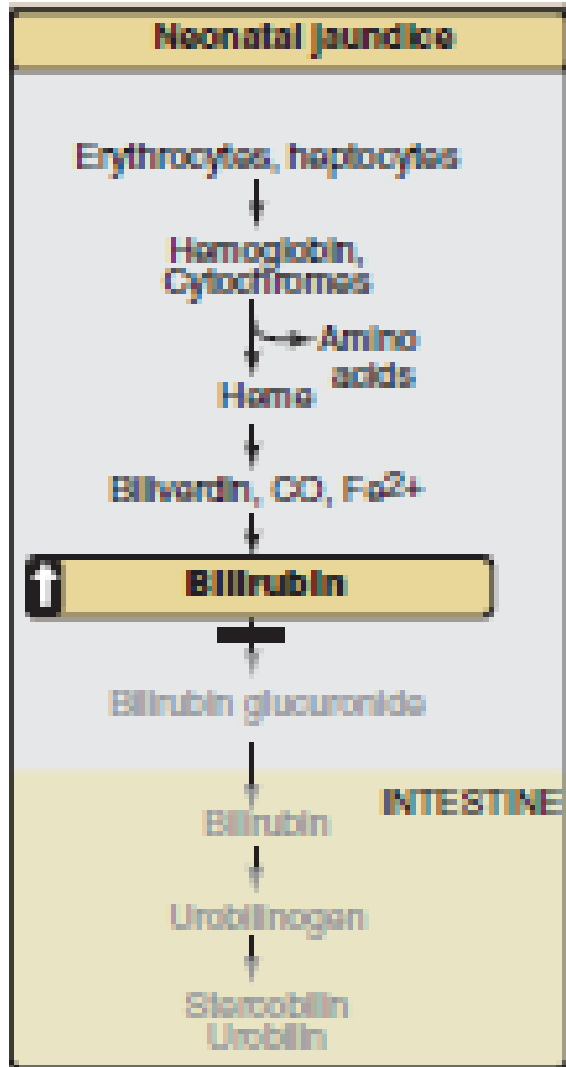 Neonatal jaundice
Erythrocytes, heptocytes
Hemoglobin,
Cytochromes
Amino
acids
Heme
Biliverdin, CO, Fe2+
↑ Bilirubin
Bilirubin glucuronide
INTESTINE
Bilirubin
Urobilinogen
Stercobilin
Urobilin